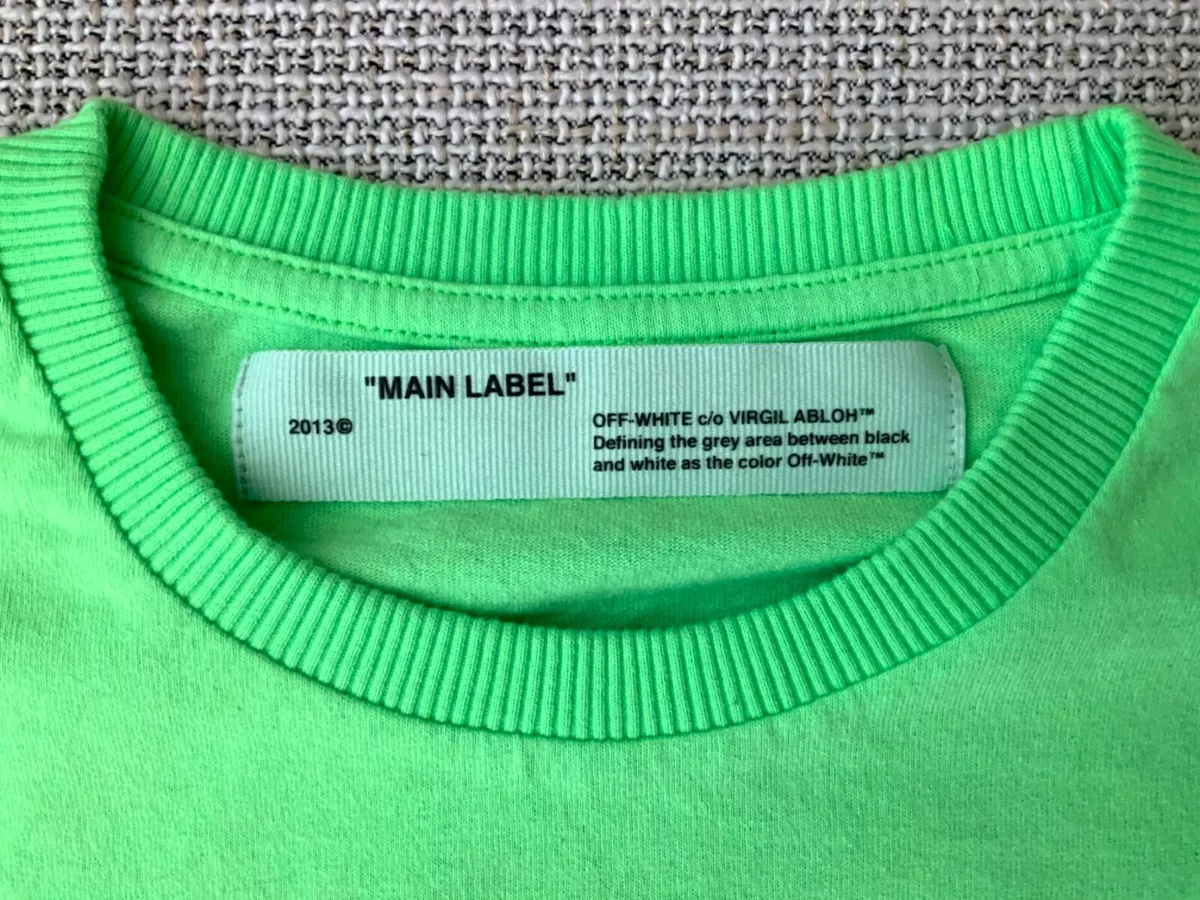 "MAIN LABEL"
2013©
OFF-WHITE c/o VIRGIL ABLOH™
Defining the grey area between black
and white as the color Off-White™